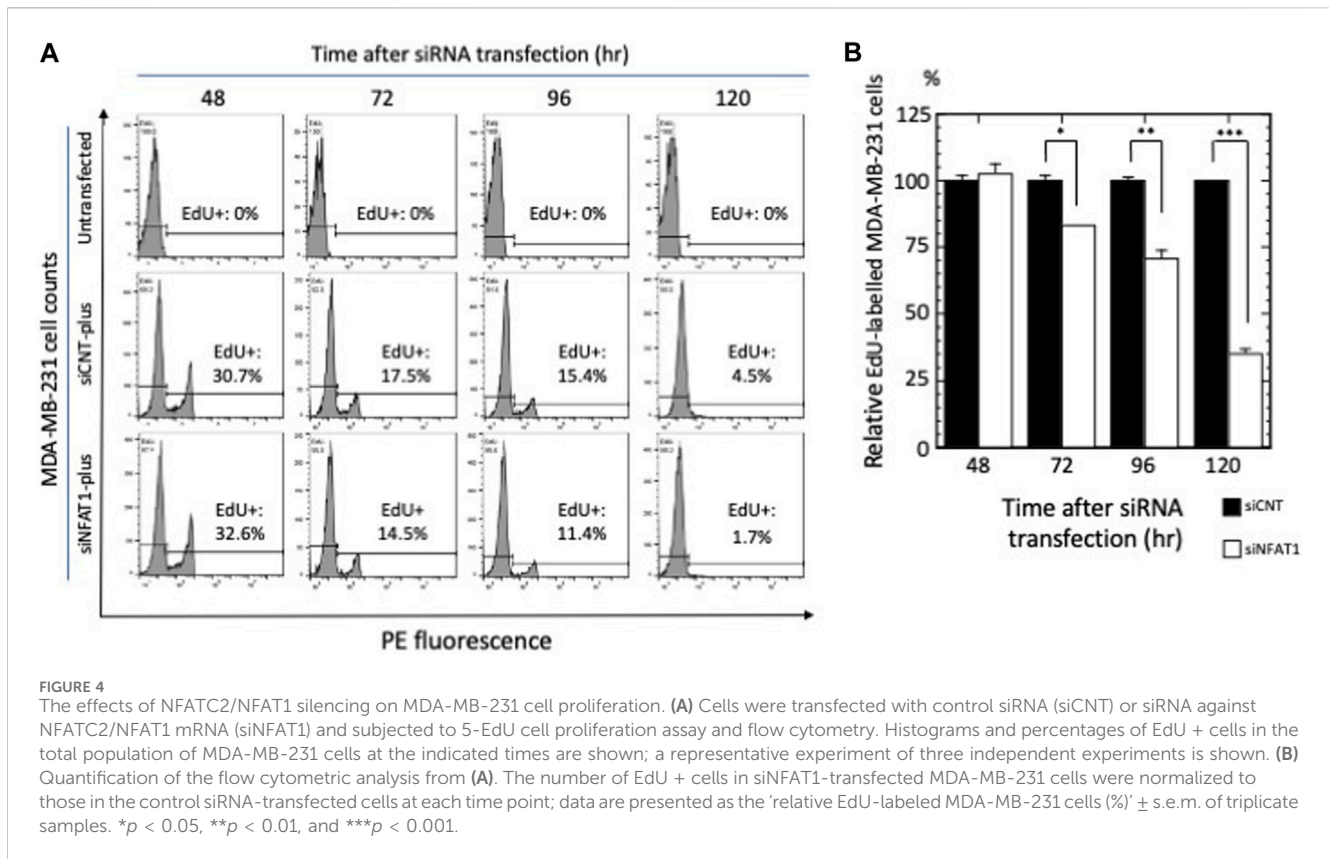 A
Time after siRNA transfection (hr)
48 72 96 120
MDA-MB-231 cell counts
Untransfected
EdU+: 0%
EdU+: 0%
EdU+: 0%
EdU+: 0%
siCNT-plus
EdU+:
30.7%
EdU+:
17.5%
EdU+:
15.4%
EdU+:
4.5%
siNFAT1-plus
EdU+:
32.6%
EdU+
14.5%
EdU+:
11.4%
EdU+:
1.7%
PE fluorescence
B
%
Relative EdU-labelled MDA-MB-231 cells
125
100
75
50
25
0
*
**
***
48 72 96 120
Time after siRNA
transfection (hr)
siCNT
siNFAT1
FIGURE 4
The effects of NFATC2/NFAT1 silencing on MDA-MB-231 cell proliferation. (A) Cells were transfected with control siRNA (siCNT) or siRNA against
NFATC2/NFAT1 mRNA (siNFAT1) and subjected to 5-EdU cell proliferation assay and flow cytometry. Histograms and percentages of EdU + cells in the
total population of MDA-MB-231 cells at the indicated times are shown; a representative experiment of three independent experiments is shown. (B)
Quantification of the flow cytometric analysis from (A). The number of EdU + cells in siNFAT1-transfected MDA-MB-231 cells were normalized to
those in the control siRNA-transfected cells at each time point; data are presented as the 'relative EdU-labeled MDA-MB-231 cells (%)' ± s.e.m. of triplicate
samples. *p < 0.05, **p < 0.01, and ***p < 0.001.